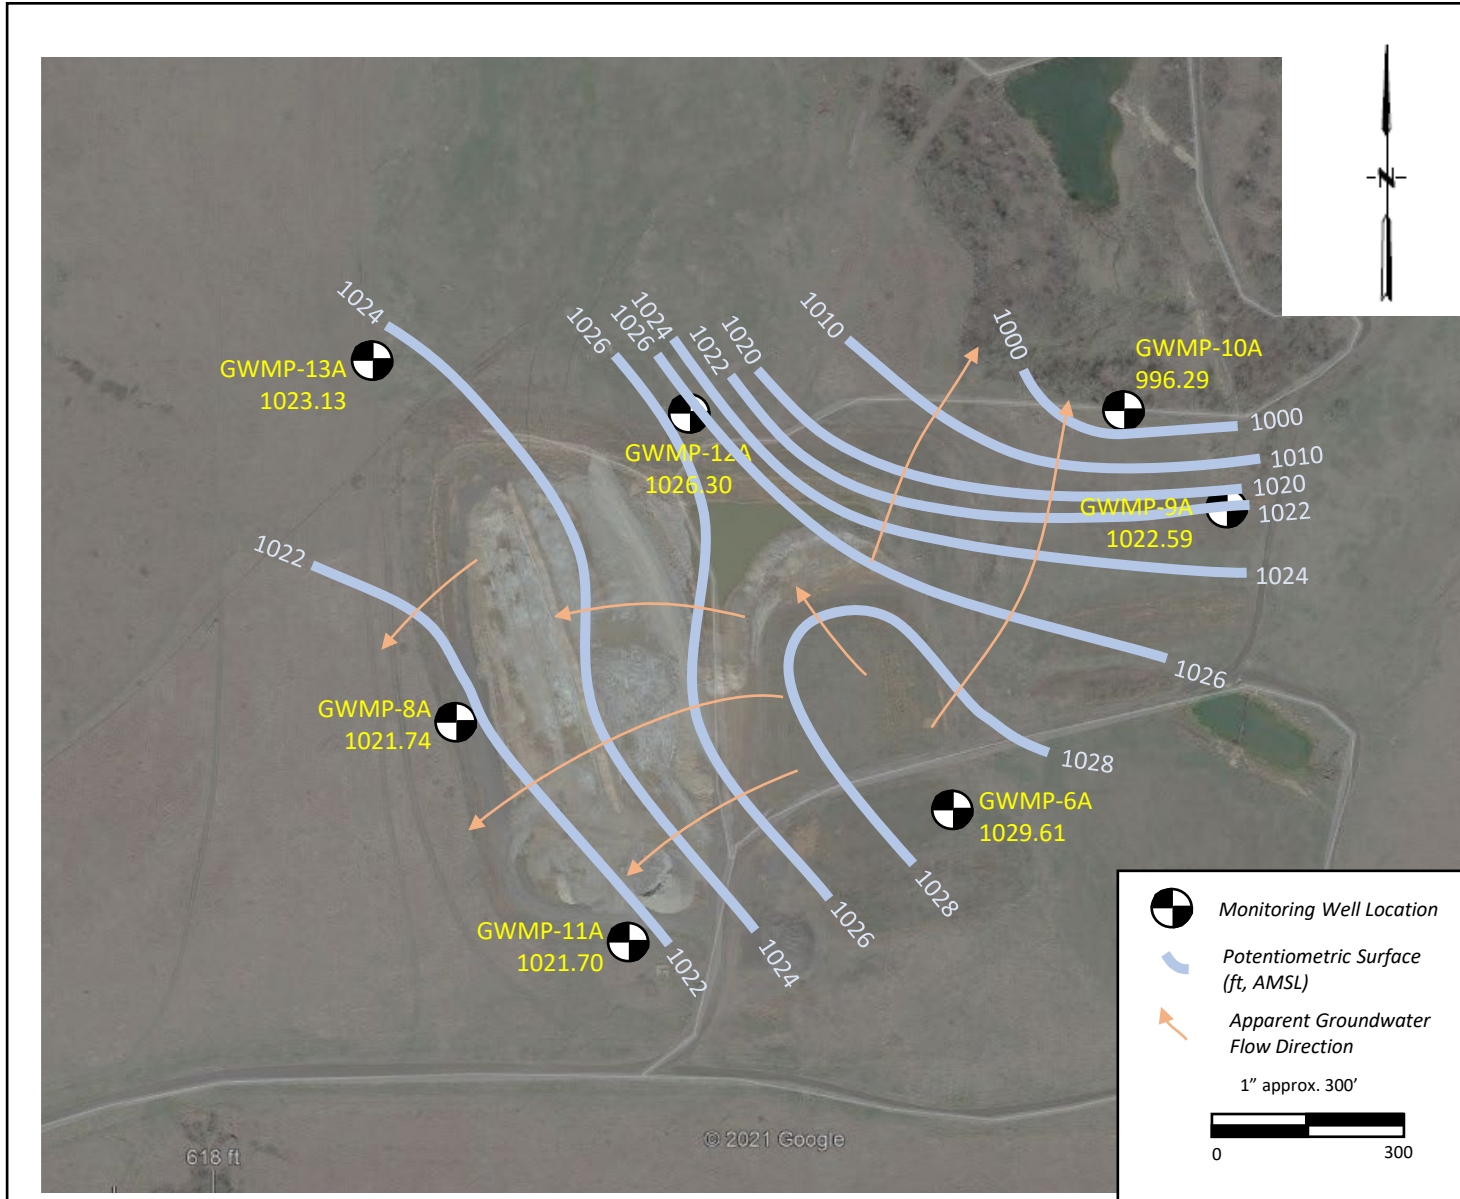 N
1024
1026
1024
1026
1022
1020
1010
1000
GWMP-10A
996.29
GWMP-13A
1023.13
1000
GWMP-12A
1026.30
1010
1020
GWMP-9A
1022.59
1022
1022
1024
1026
GWMP-8A
1021.74
1028
GWMP-6A
1029.61
1028
1026
GWMP-11A
1021.70
1024
1022
Monitoring Well Location
Potentiometric Surface
(ft, AMSL)
Apparent Groundwater
Flow Direction
1” approx. 300’
0
300
© 2021 Google
618 ft